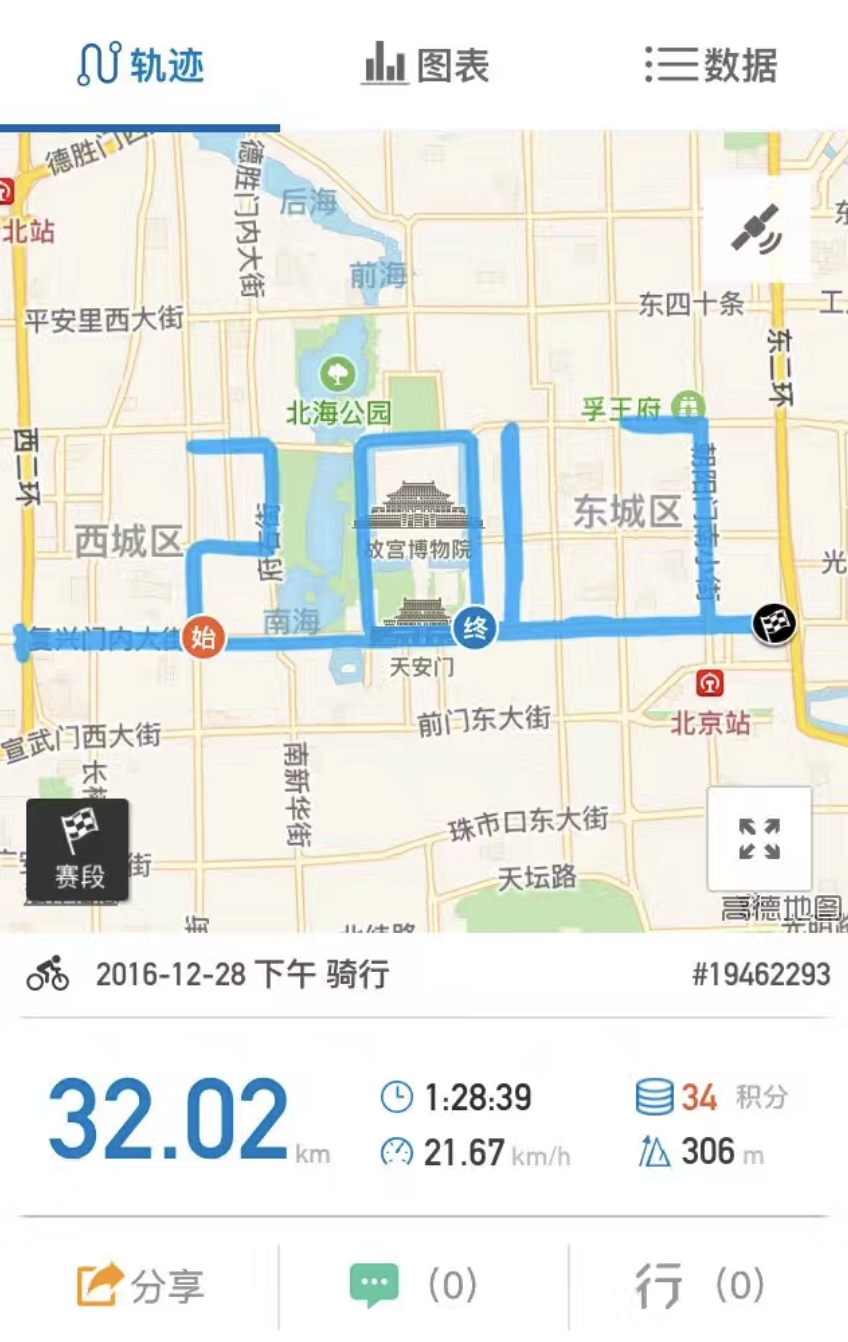 轨迹
图表
数据
德胜门西
德胜门内大街
后海
北站
前海
平安里西大街
东四十条
工
东二环
北海公园
孚王府
西二环
朝阳门南小街
西城区
府右街
故宫博物院
东城区
光
南海
复兴门内大街
始
终
天安门
北京站
前门东大街
宣武门西大街
南新华街
珠市口东大街
赛段
街
天坛路
高德地图
2016-12-28 下午 骑行
#19462293
32.02 km
1:28:39
34 积分
21.67 km/h
306 m
分享
(0)
行 (0)